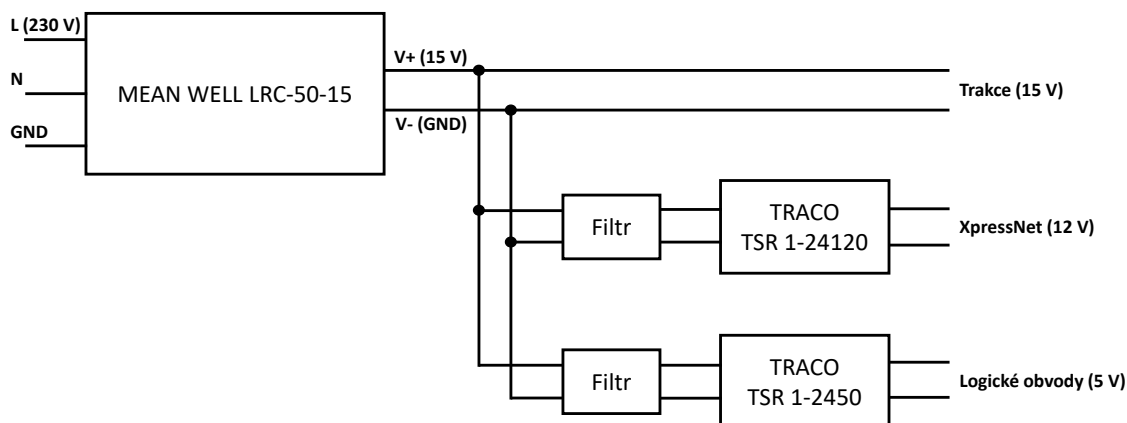 L (230 V)
N
GND
MEAN WELL LRC-50-15
V+ (15 V)
V- (GND)
Trakce (15 V)
Filtr
TRACO
TSR 1-24120
XpressNet (12 V)
Filtr
TRACO
TSR 1-2450
Logické obvody (5 V)